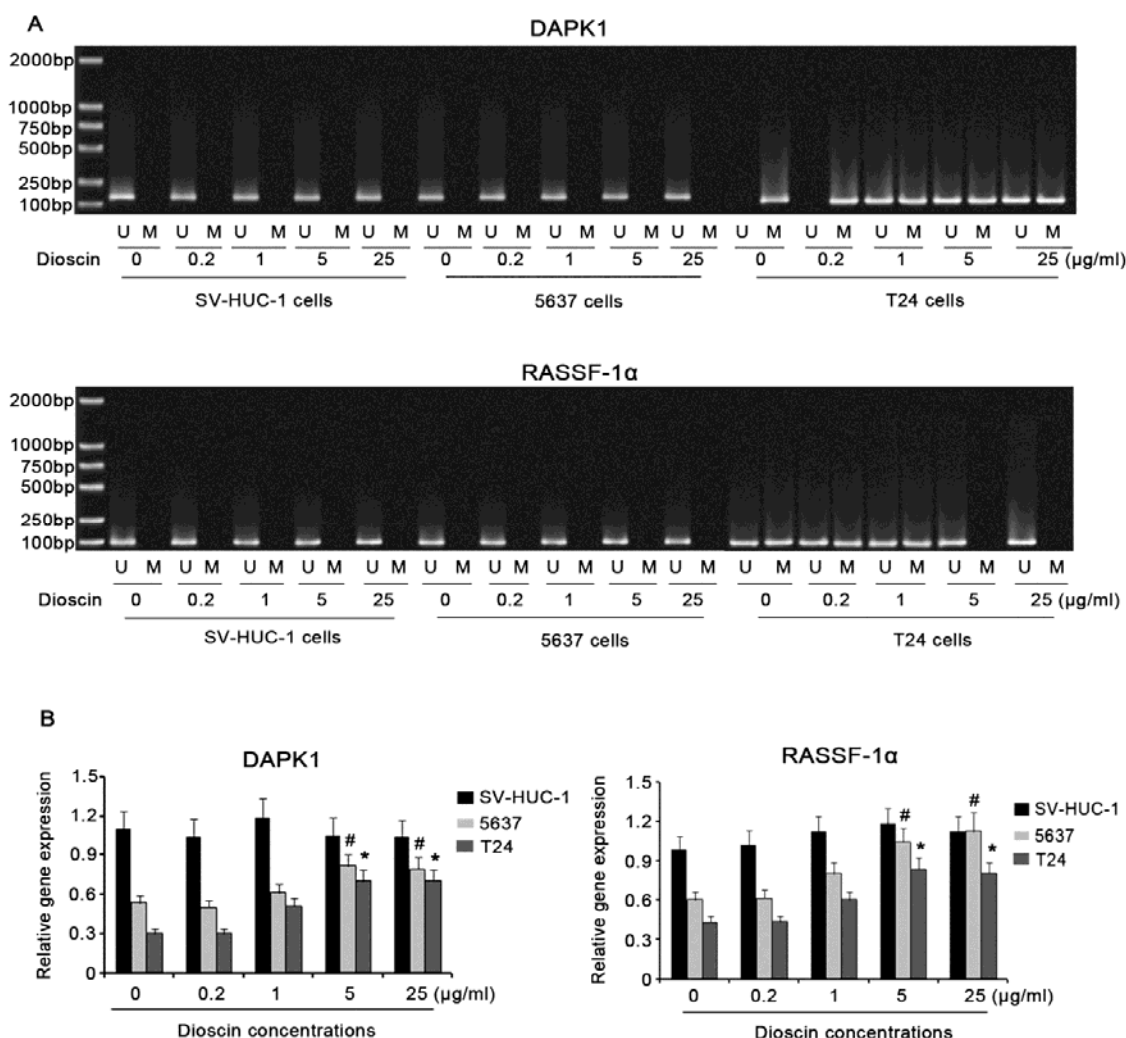 A
DAPK1
2000bp
1000bp
750bp
500bp
250bp
100bp
U M U M U M U M U M U M U M U M U M U M U M U M U M U M U M
Dioscin 0 0.2 1 5 25 0 0.2 1 5 25 0 0.2 1 5 25 (μg/ml)
SV-HUC-1 cells 5637 cells T24 cells
RASSF-1α
2000bp
1000bp
750bp
500bp
250bp
100bp
U M U M U M U M U M U M U M U M U M U M U M U M U M U M U M
Dioscin 0 0.2 1 5 25 0 0.2 1 5 25 0 0.2 1 5 25 (μg/ml)
SV-HUC-1 cells 5637 cells T24 cells
B
DAPK1
Relative gene expression
1.5
1.2
0.9
0.6
0.3
0
# *
# *
SV-HUC-1
5637
T24
0 0.2 1 5 25 (μg/ml)
Dioscin concentrations
RASSF-1α
Relative gene expression
1.5
1.2
0.9
0.6
0.3
0
# *
# *
SV-HUC-1
5637
T24
0 0.2 1 5 25 (μg/ml)
Dioscin concentrations